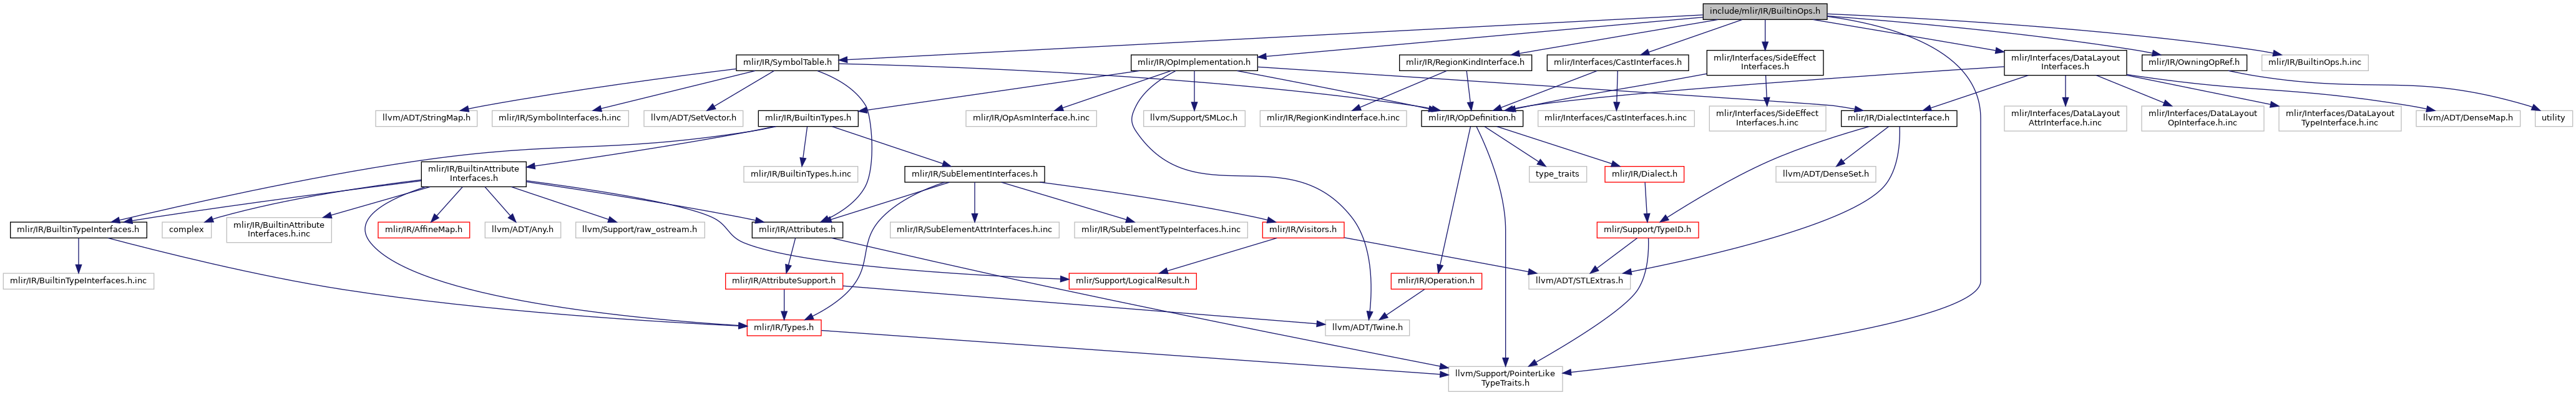 include/mlir/IR/BuiltinOps.h
mlir/IR/SymbolTable.h
mlir/IR/OpImplementation.h
mlir/IR/RegionKindInterface.h
mlir/Interfaces/CastInterfaces.h
mlir/Interfaces/SideEffect
Interfaces.h
mlir/Interfaces/DataLayout
Interfaces.h
mlir/IR/OwningOpRef.h
mlir/IR/BuiltinOps.h.inc
llvm/ADT/StringMap.h
mlir/IR/SymbolInterfaces.h.inc
llvm/ADT/SetVector.h
mlir/IR/BuiltinTypes.h
mlir/IR/OpAsmInterface.h.inc
llvm/Support/SMLoc.h
mlir/IR/RegionKindInterface.h.inc
mlir/IR/OpDefinition.h
mlir/Interfaces/CastInterfaces.h.inc
mlir/Interfaces/SideEffect
Interfaces.h.inc
mlir/IR/DialectInterface.h
mlir/Interfaces/DataLayout
AttrInterface.h.inc
mlir/Interfaces/DataLayout
OpInterface.h.inc
mlir/Interfaces/DataLayout
TypeInterface.h.inc
llvm/ADT/DenseMap.h
utility
mlir/IR/BuiltinAttribute
Interfaces.h
mlir/IR/BuiltinTypes.h.inc
mlir/IR/SubElementInterfaces.h
type_traits
mlir/IR/Dialect.h
llvm/ADT/DenseSet.h
mlir/IR/BuiltinTypeInterfaces.h
complex
mlir/IR/BuiltinAttribute
Interfaces.h.inc
mlir/IR/AffineMap.h
llvm/ADT/Any.h
llvm/Support/raw_ostream.h
mlir/IR/Attributes.h
mlir/IR/SubElementAttrInterfaces.h.inc
mlir/IR/SubElementTypeInterfaces.h.inc
mlir/IR/Visitors.h
mlir/Support/TypeID.h
mlir/IR/BuiltinTypeInterfaces.h.inc
mlir/IR/AttributeSupport.h
mlir/Support/LogicalResult.h
mlir/IR/Operation.h
llvm/ADT/STLExtras.h
mlir/IR/Types.h
llvm/ADT/Twine.h
llvm/Support/PointerLike
TypeTraits.h